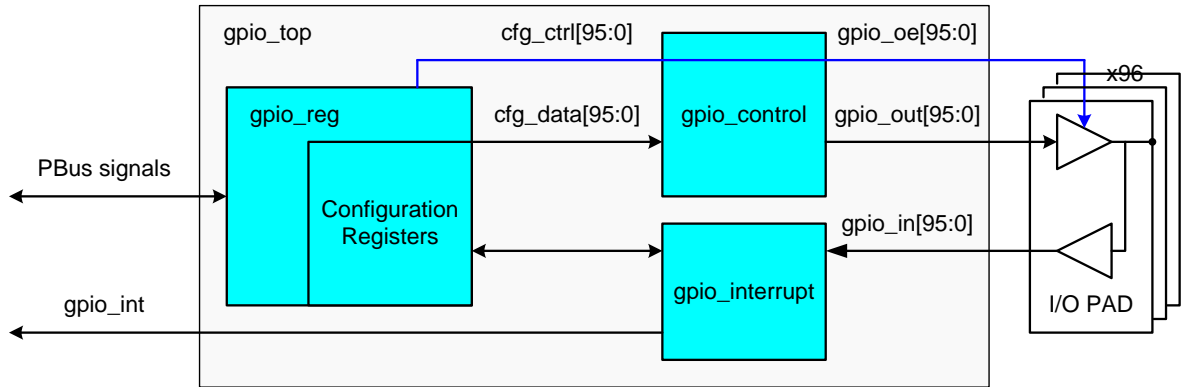 gpio_top
cfg_ctrl[95:0]
gpio_oe[95:0]
x96
gpio_reg
cfg_data[95:0]
gpio_control
gpio_out[95:0]
PBus signals
Configuration
Registers
gpio_in[95:0]
gpio_int
gpio_interrupt
I/O PAD